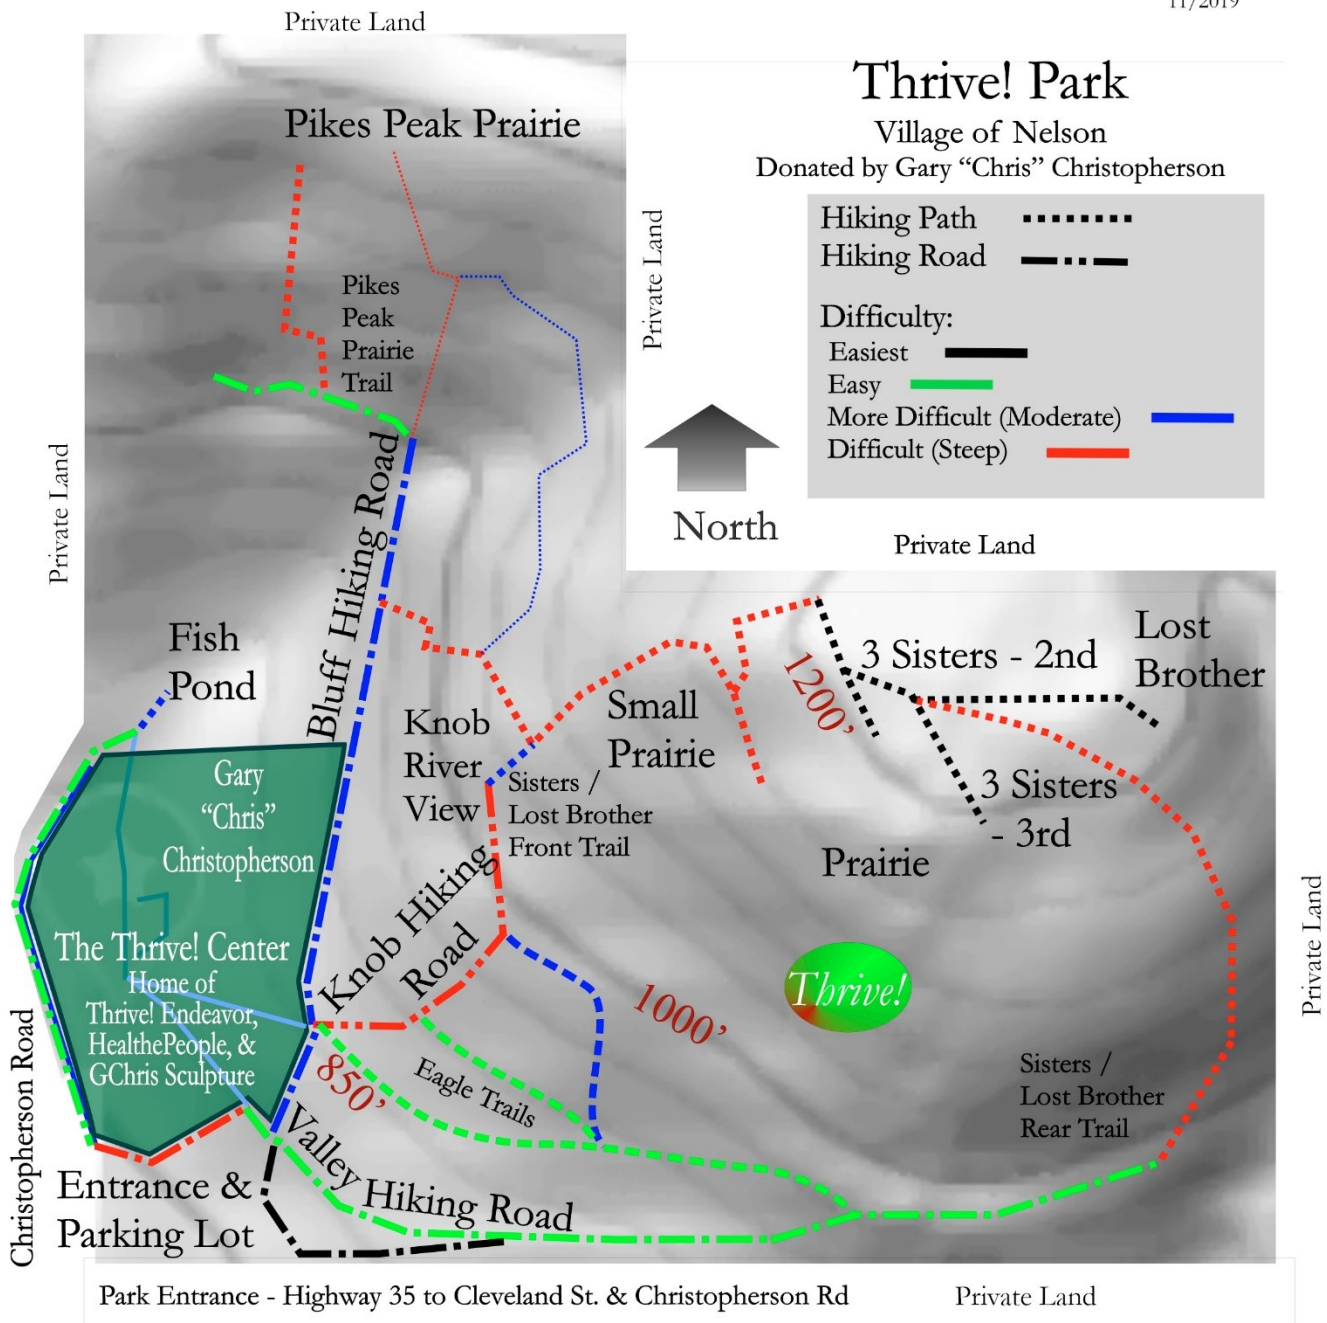 11/2019
Private Land
Thrive! Park
Village of Nelson
Donated by Gary “Chris” Christopherson
Pikes Peak Prairie
Hiking Path
Hiking Road
Difficulty:
Easiest
Easy
More Difficult (Moderate)
Difficult (Steep)
Private Land
Pikes
Peak
Prairie
Trail
North
Private Land
Private Land
Bluff Hiking Road
Fish
Pond
Lost
Brother
3 Sisters - 2nd
1200’
Small
Prairie
Knob
River
View
Sisters /
Lost Brother
Front Trail
3 Sisters
- 3rd
Prairie
Gary
“Chris”
Christopherson
The Thrive! Center
Home of
Thrive! Endeavor,
HealthePeople, &
GChris Sculpture
Knob Hiking
Road
Thrive!
1000’
Private Land
850’
Eagle Trails
Sisters /
Lost Brother
Rear Trail
Christopherson Road
Valley Hiking Road
Entrance &
Parking Lot
Park Entrance - Highway 35 to Cleveland St. & Christopherson Rd
Private Land